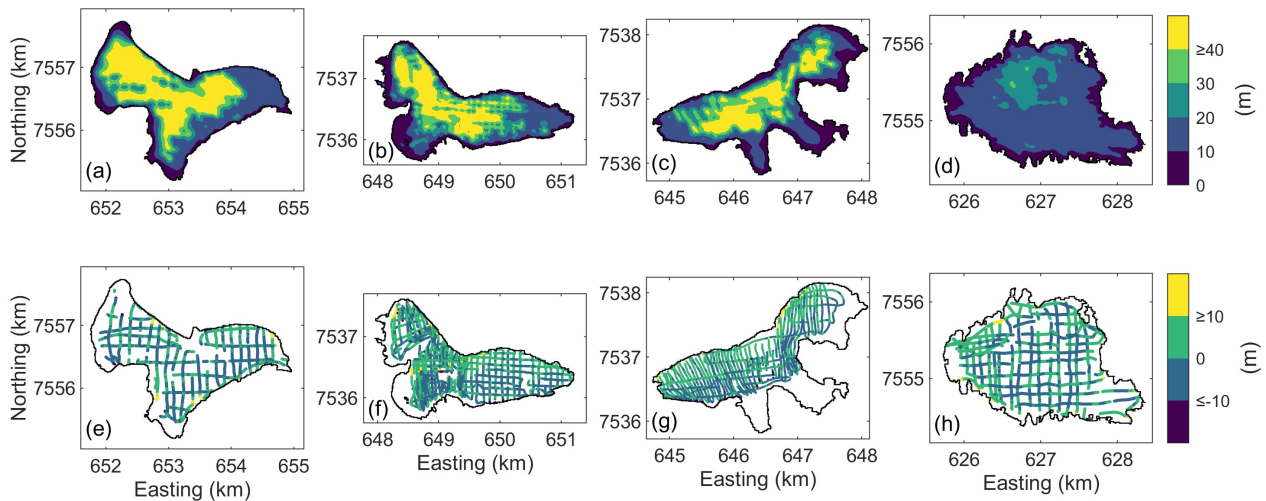 Northing (km)
7557
7556
(a)
652 653 654 655
7537
7536
(b)
648 649 650 651
7538
7537
7536
(c)
645 646 647 648
7556
7555
(d)
626 627 628
≥40
30
20
10
0
(m)
Northing (km)
7557
7556
(e)
652 653 654 655
Easting (km)
7537
7536
(f)
648 649 650 651
Easting (km)
7538
7537
7536
(g)
645 646 647 648
Easting (km)
7556
7555
(h)
626 627 628
Easting (km)
≥10
0
≤-10
(m)